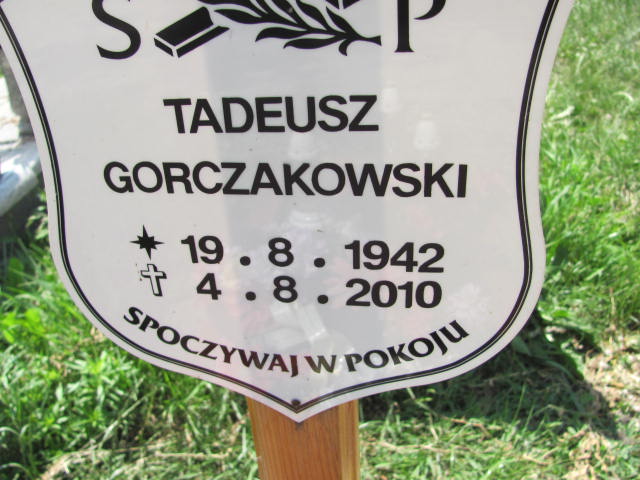 S P
TADEUSZ
GORCZAKOWSKI
19 . 8 . 1942
4 . 8 . 2010
SPOCZYWAJ W POKOJU